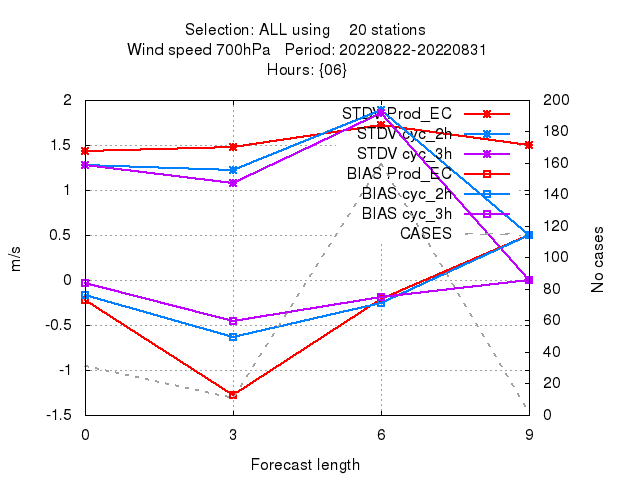 Selection: ALL using 20 stations
Wind speed 700hPa Period: 20220822-20220831
Hours: {06}
2
1.5
1
0.5
0
-0.5
-1
-1.5
m/s
STDV Prod_EC
STDV cyc_2h
STDV cyc_3h
BIAS Prod_EC
BIAS cyc_2h
BIAS cyc_3h
CASES
200
180
160
140
120
100
80
60
40
20
0
No cases
0 3 6 9
Forecast length